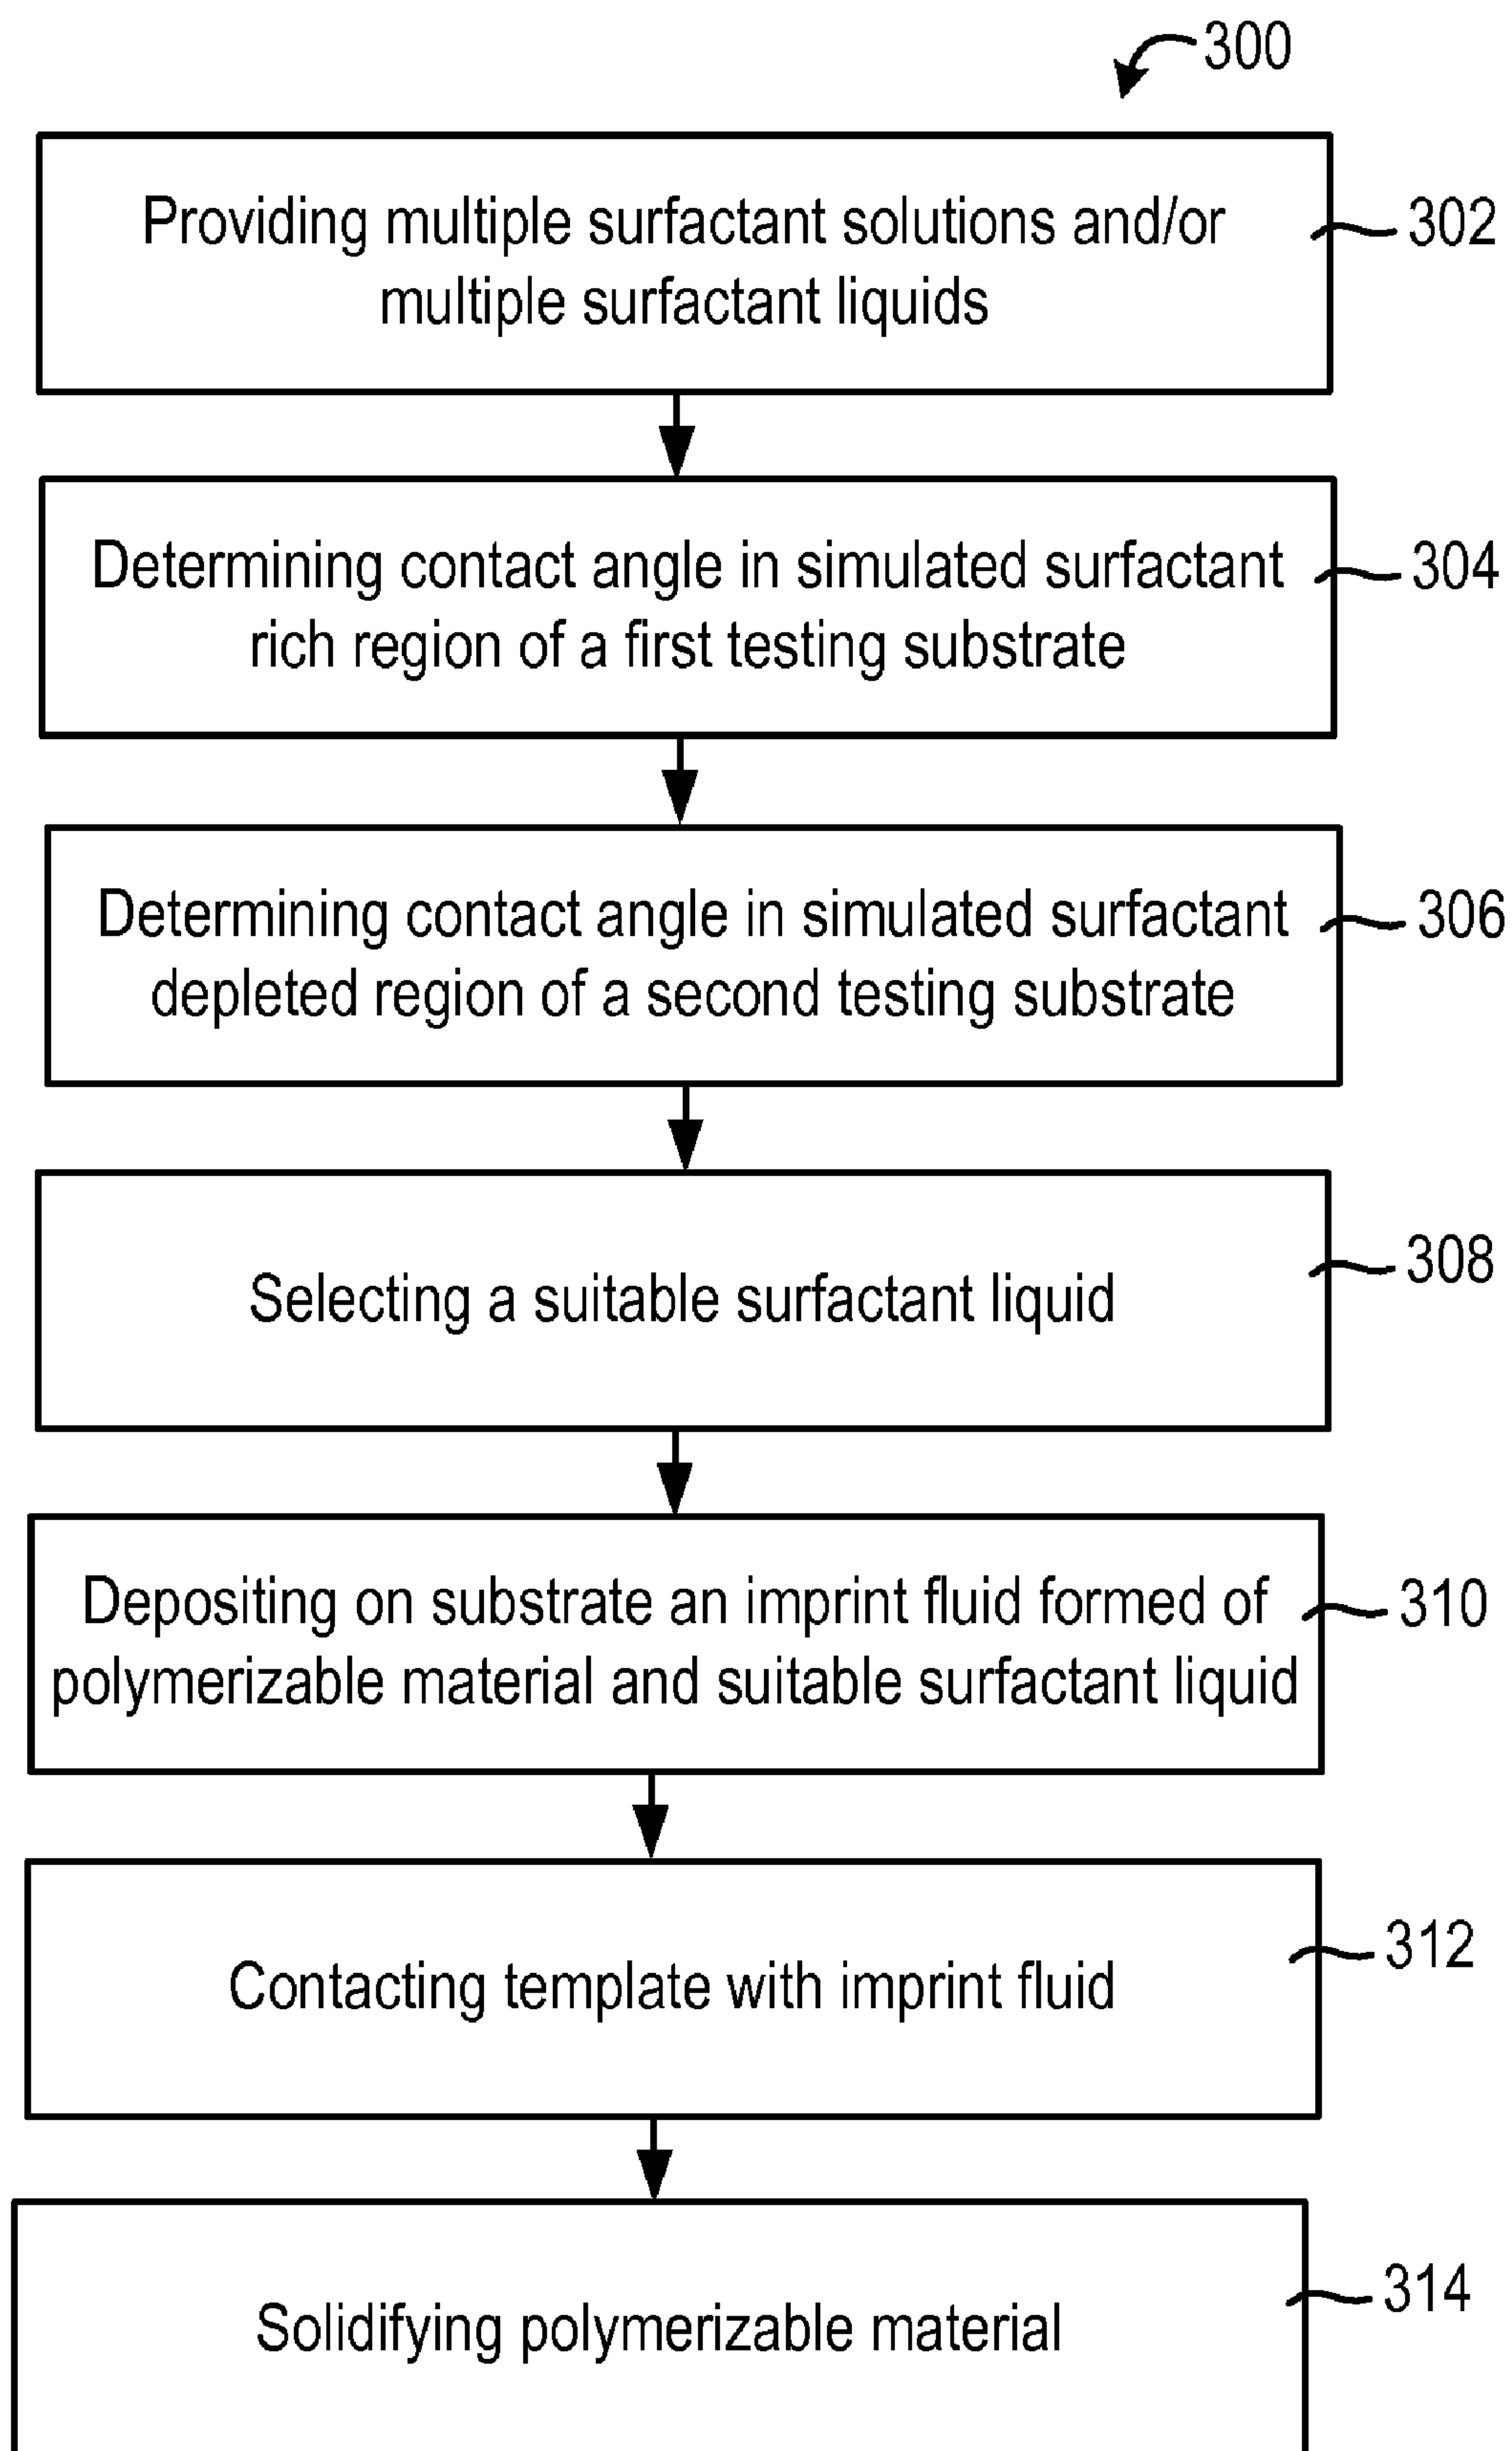 300
Providing multiple surfactant solutions and/or
multiple surfactant liquids
302
Determining contact angle in simulated surfactant
rich region of a first testing substrate
304
Determining contact angle in simulated surfactant
depleted region of a second testing substrate
306
Selecting a suitable surfactant liquid
308
Depositing on substrate an imprint fluid formed of
polymerizable material and suitable surfactant liquid
310
Contacting template with imprint fluid
312
Solidifying polymerizable material
314